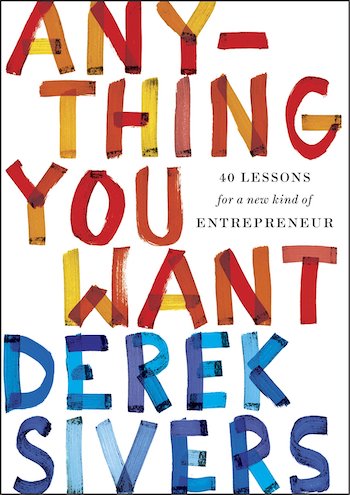 ANY-
THING
YOU
40 LESSONS
for a new kind of
ENTREPRENEUR
WANT
DEREK
SIVERS